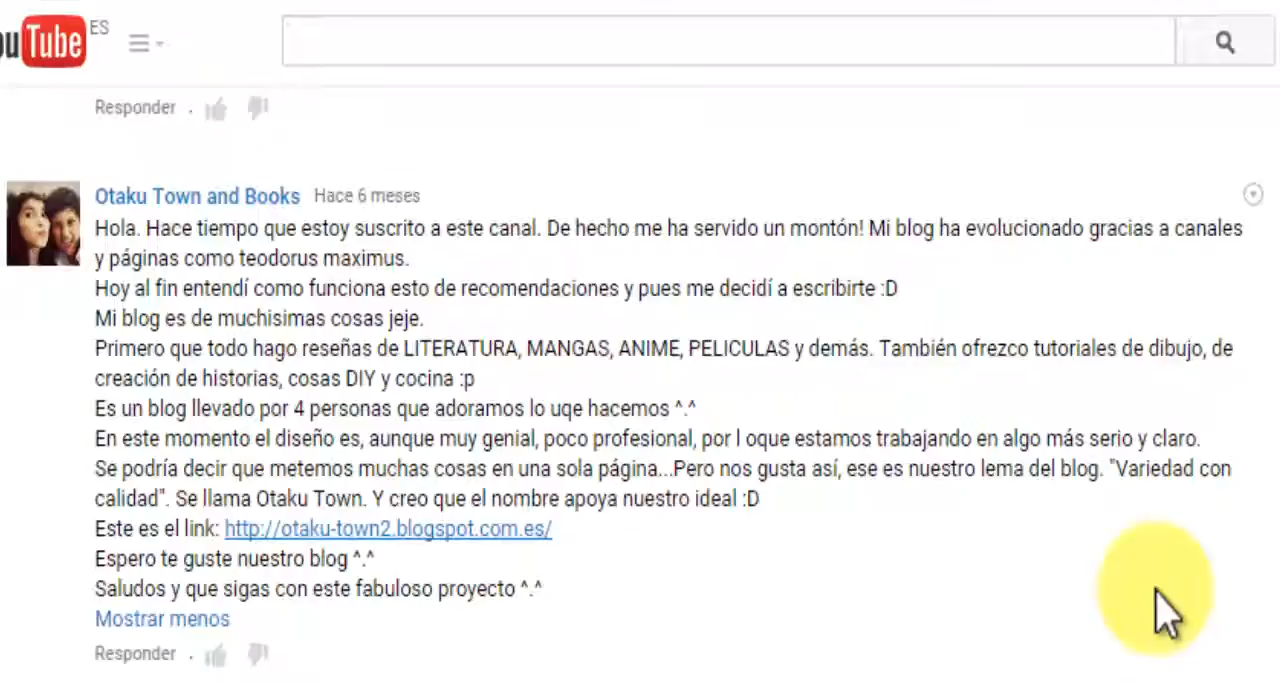 ouTube ES
Responder .
Otaku Town and Books Hace 6 meses
Hola. Hace tiempo que estoy suscrito a este canal. De hecho me ha servido un montón! Mi blog ha evolucionado gracias a canales
y páginas como teodorus maximus.
Hoy al fin entendí como funciona esto de recomendaciones y pues me decidí a escribirte :D
Mi blog es de muchisimas cosas jeje.
Primero que todo hago reseñas de LITERATURA, MANGAS, ANIME, PELICULAS y demás. También ofrezco tutoriales de dibujo, de
creación de historias, cosas DIY y cocina :p
Es un blog llevado por 4 personas que adoramos lo uqe hacemos ^.^
En este momento el diseño es, aunque muy genial, poco profesional, por l oque estamos trabajando en algo más serio y claro.
Se podría decir que metemos muchas cosas en una sola página...Pero nos gusta así, ese es nuestro lema del blog. "Variedad con
calidad". Se llama Otaku Town. Y creo que el nombre apoya nuestro ideal :D
Este es el link: http://otaku-town2.blogspot.com.es/
Espero te guste nuestro blog ^.^
Saludos y que sigas con este fabuloso proyecto ^.^
Mostrar menos
Responder .